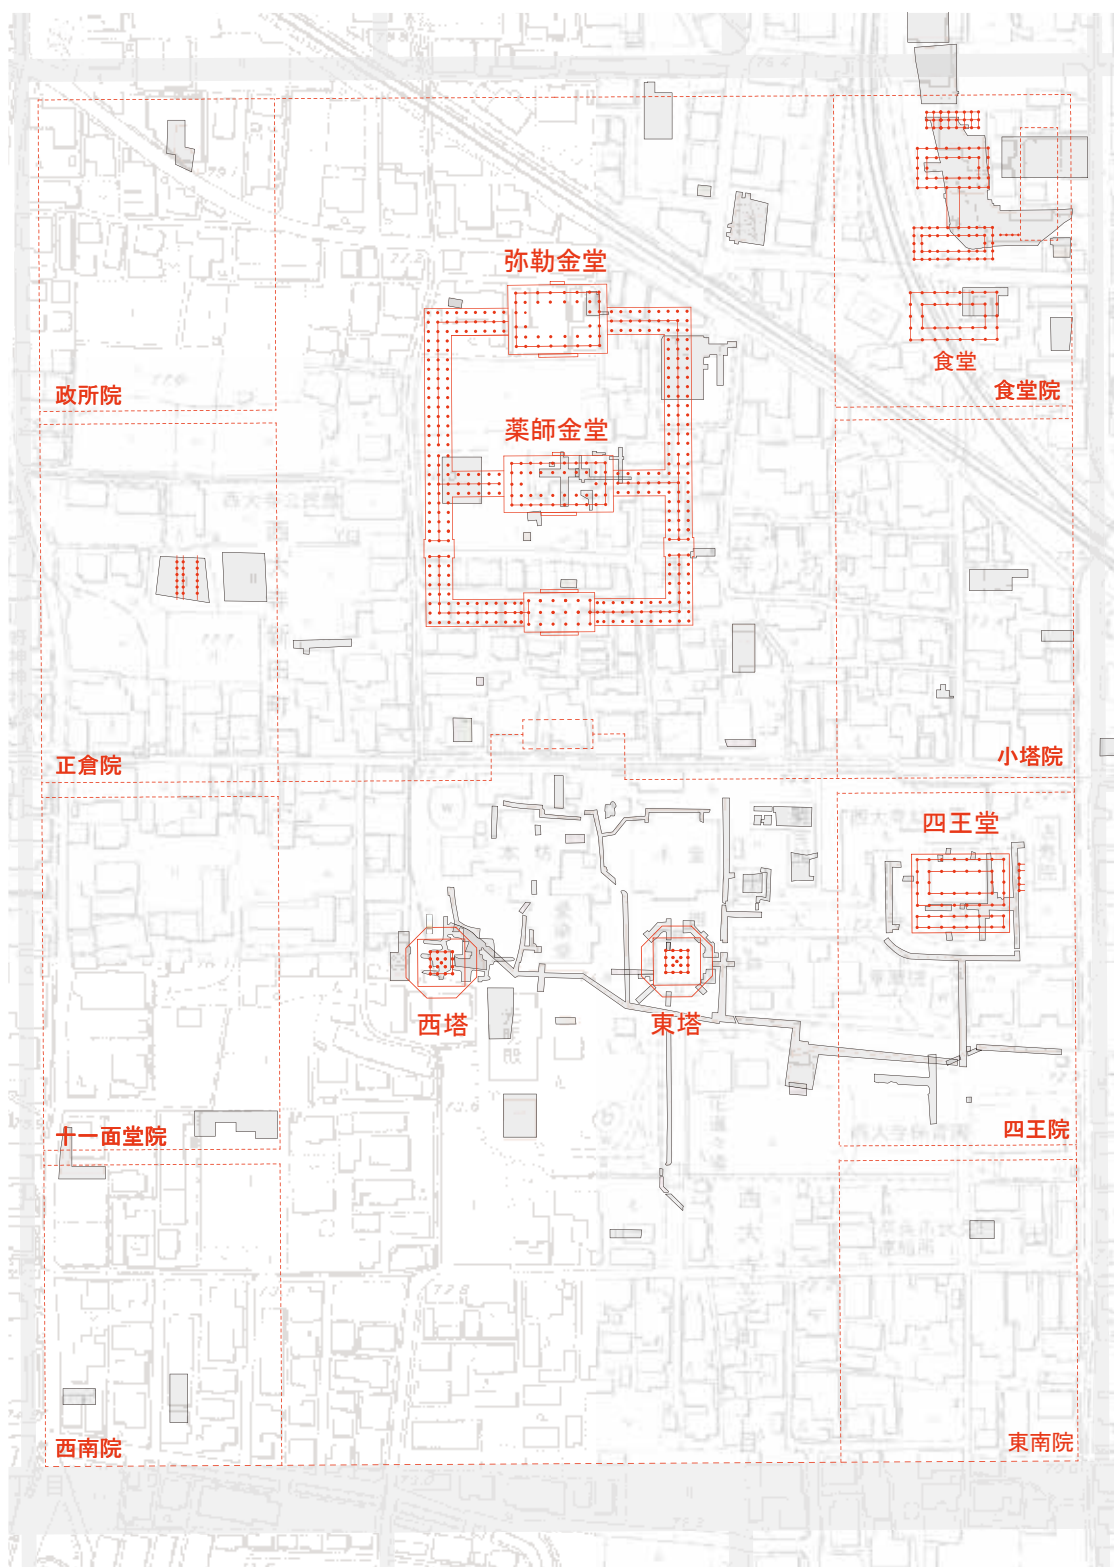 弥勒金堂
食堂
政所院
食堂院
薬師金堂
正倉院
小塔院
四王堂
西塔
東塔
十一面堂院
四王院
西南院
東南院